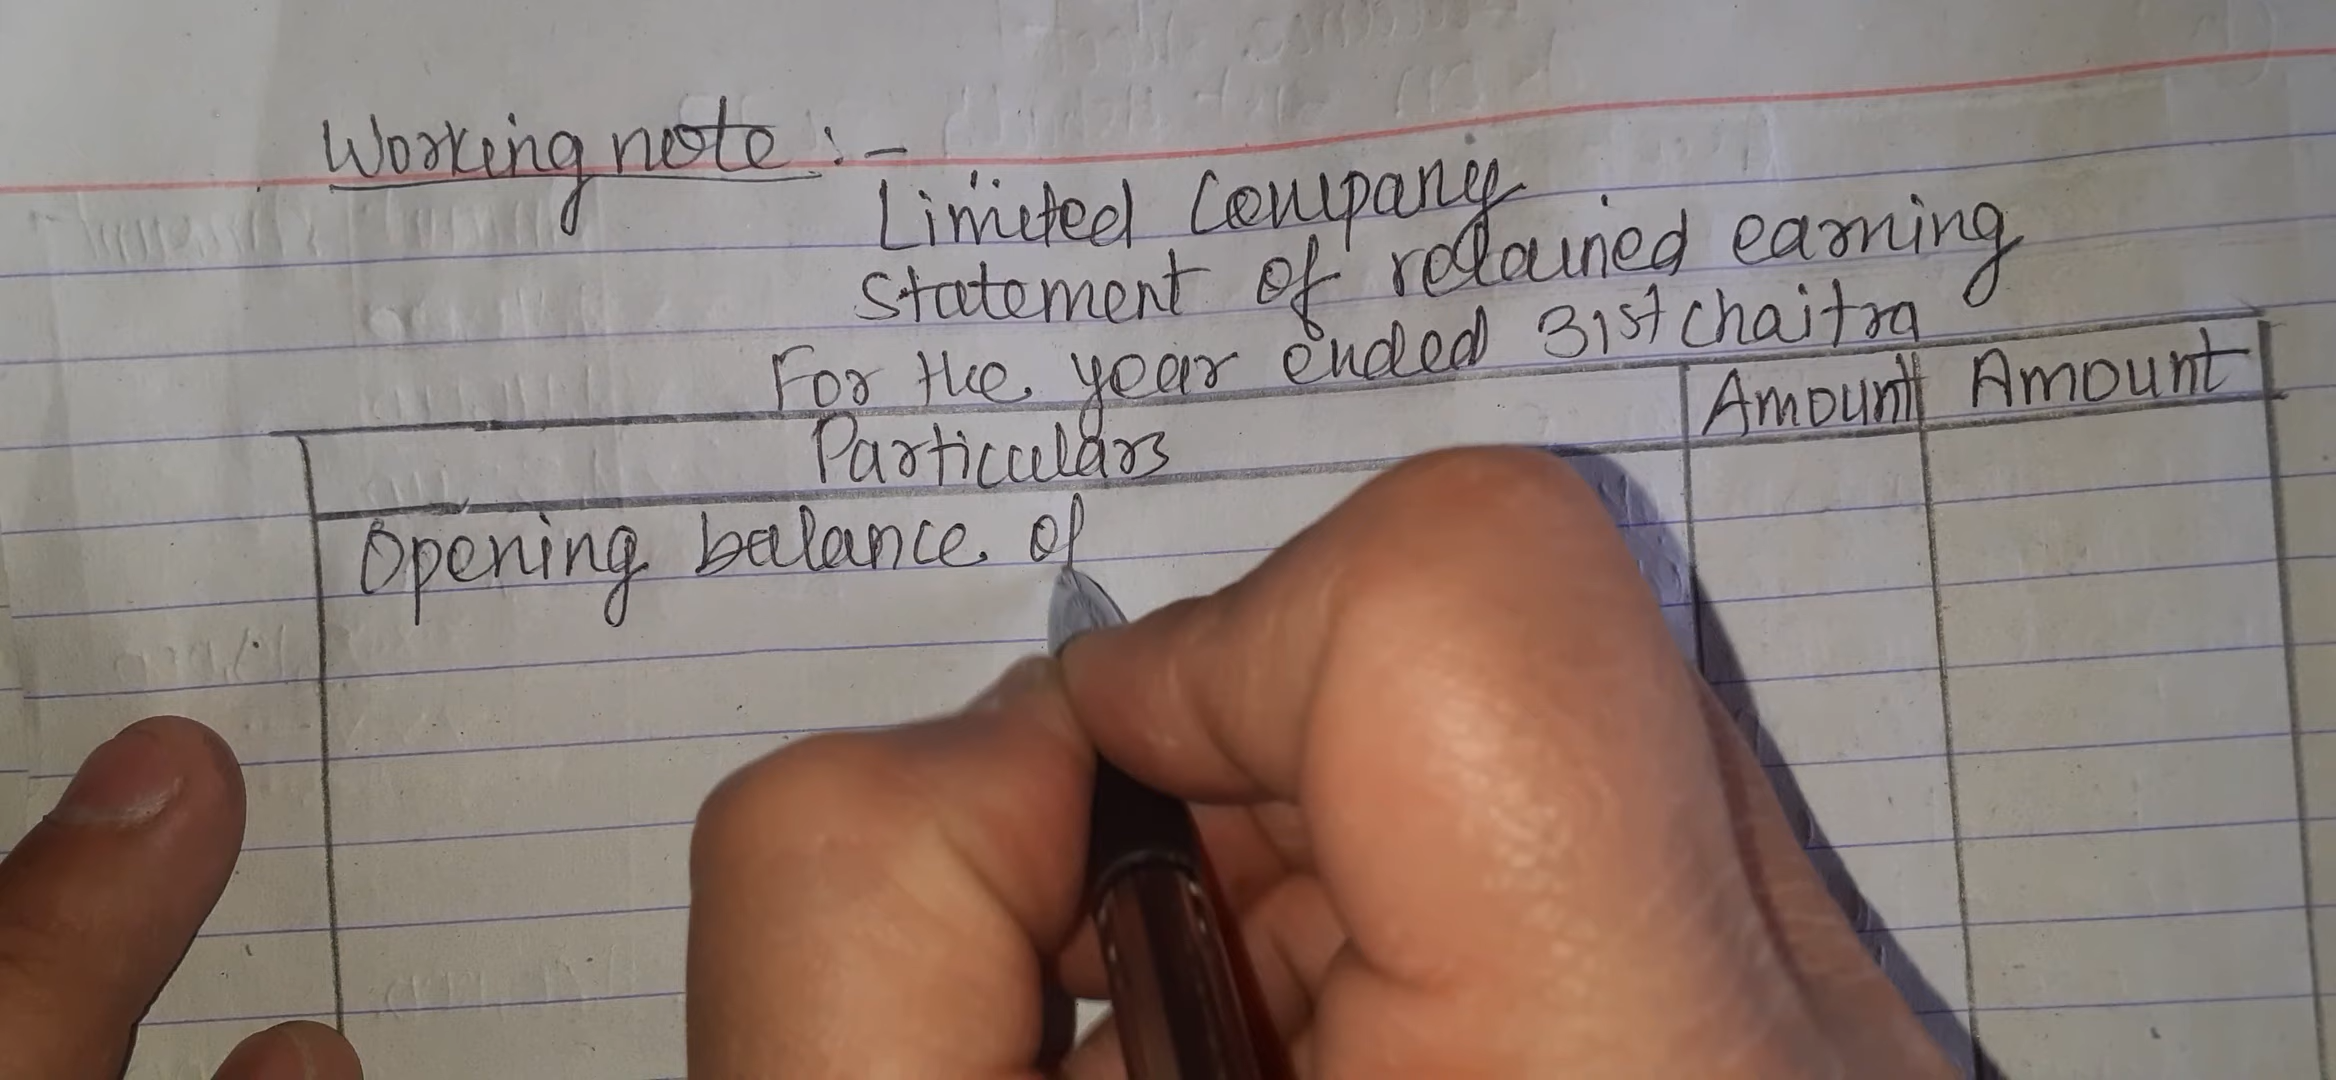 Working note :-
Limited Company
Statement of retained earning
For the year ended 31st chaitra
Particulars Amount Amount
Opening balance of